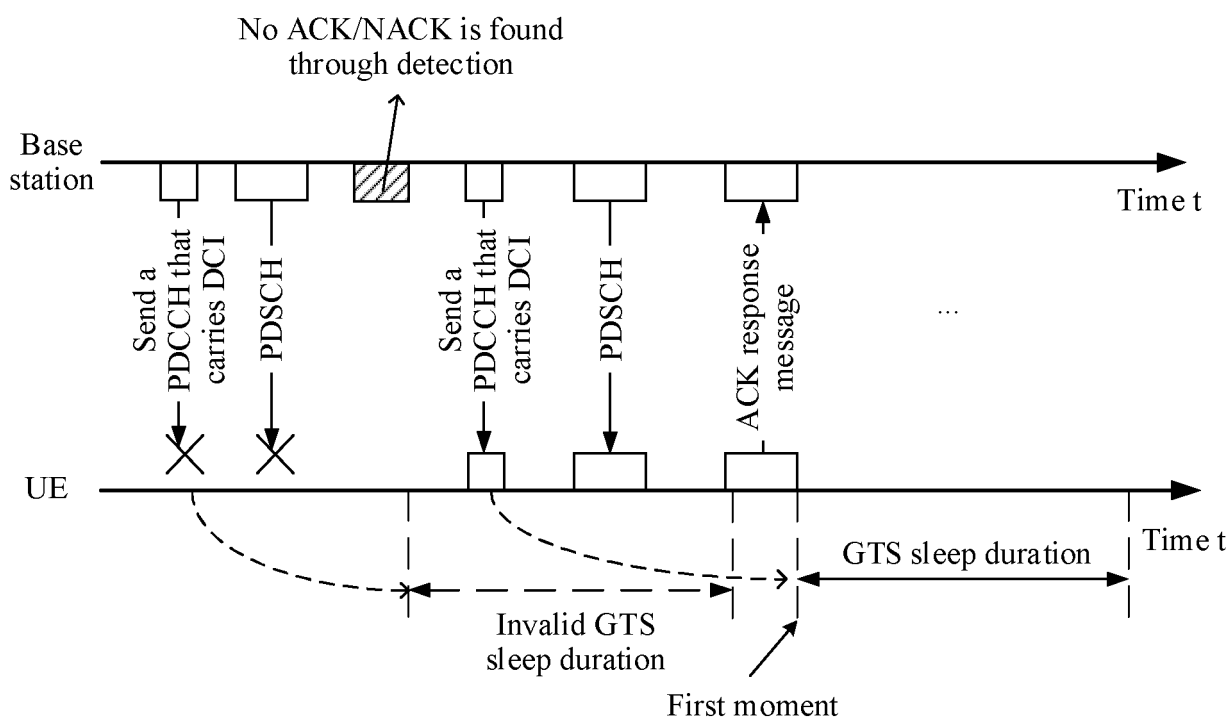 No ACK/NACK is found
through detection
Base
station
Time t
Send a
PDCCH that
carries DCI
PDSCH
Send a
PDCCH that
carries DCI
PDSCH
ACK response
message
...
UE
Time t
GTS sleep duration
Invalid GTS
sleep duration
First moment